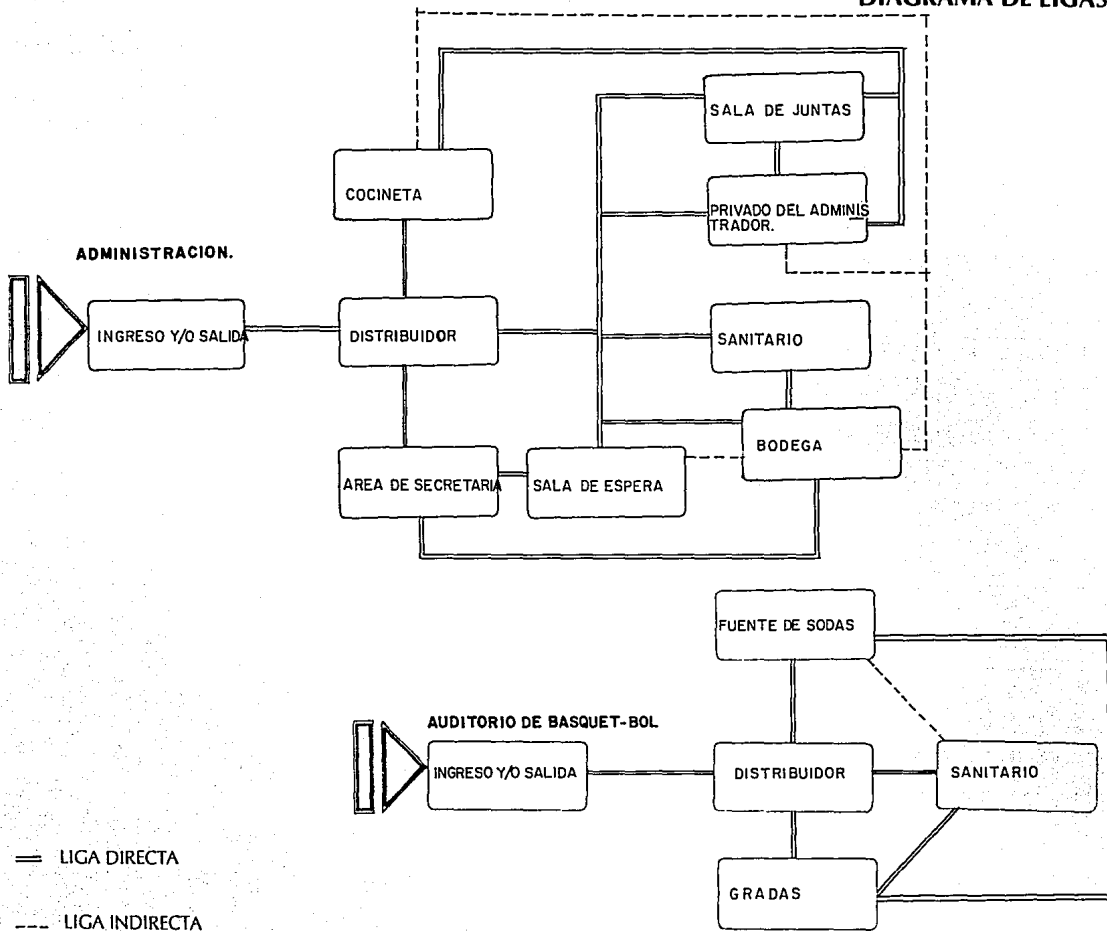 DIAGRAMA DE LIGAS
SALA DE JUNTAS
COCINETA
PRIVADO DEL ADMINIS
TRADOR.
ADMINISTRACION.
INGRESO Y/O SALIDA
DISTRIBUIDOR
SANITARIO
BODEGA
AREA DE SECRETARIA
SALA DE ESPERA
FUENTE DE SODAS
AUDITORIO DE BASQUET-BOL
INGRESO Y/O SALIDA
DISTRIBUIDOR
SANITARIO
LIGA DIRECTA
GRADAS
LIGA INDIRECTA